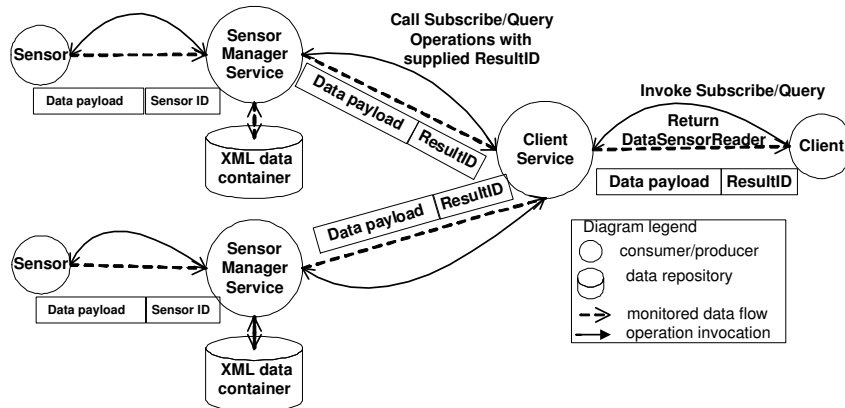 Sensor
Sensor
Manager
Service
Data payload
Sensor ID
XML data
container
Call Subscribe/Query
Operations with
supplied ResultID
Data payload
ResultID
Client
Service
Invoke Subscribe/Query
Return
DataSensorReader
Client
Data payload
ResultID
Data payload
ResultID
Sensor
Sensor
Manager
Service
Data payload
Sensor ID
XML data
container
Diagram legend
consumer/producer
data repository
monitored data flow
operation invocation